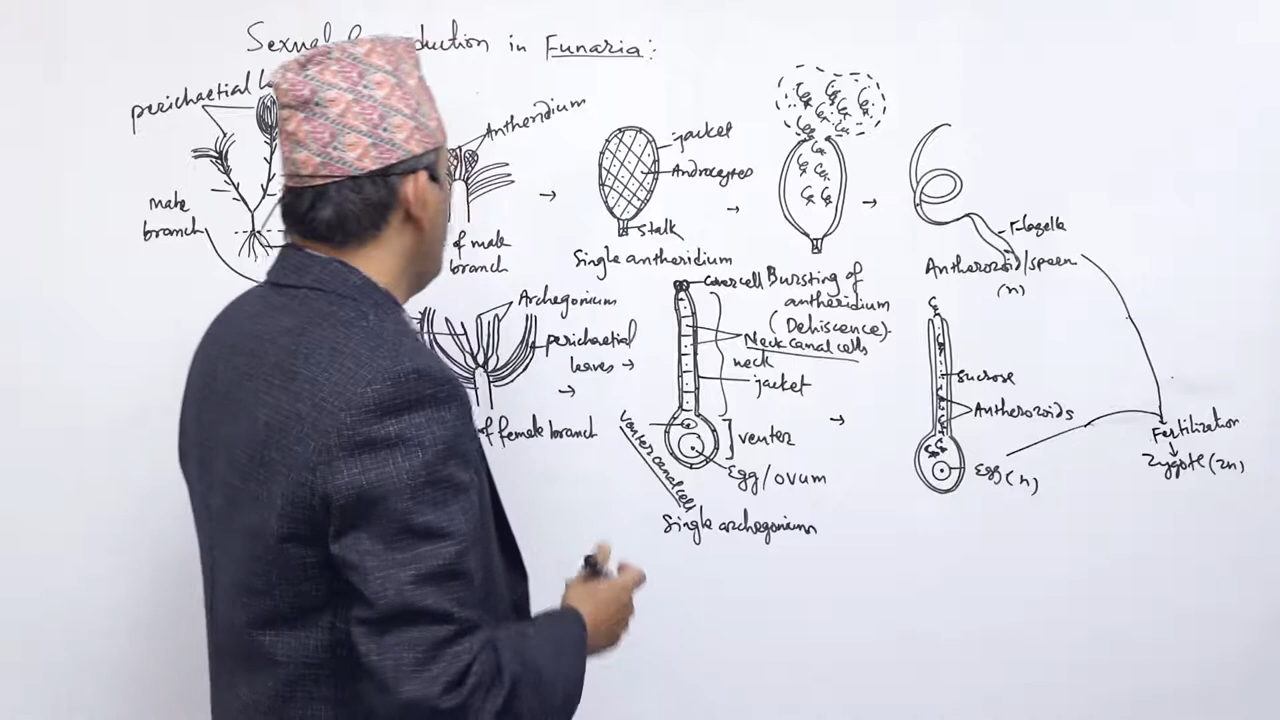 Sexual duction in Funaria:
perichaetial
Antheridium
male
branch
of male
branch
jacket
Androcytes
stalk
Single antheridium
Bursting of
antheridium
(Dehiscence)
Flagella
Antherozoid/sperm
(n)
Archegonium
perichaetial
leaves
of female branch
Cover cell
Neck canal cells
neck
jacket
venter
Venter canal cell
Egg/ovum
Single archegonium
Sucrose
Antherozoids
Egg (n)
Fertilization
Zygote (2n)